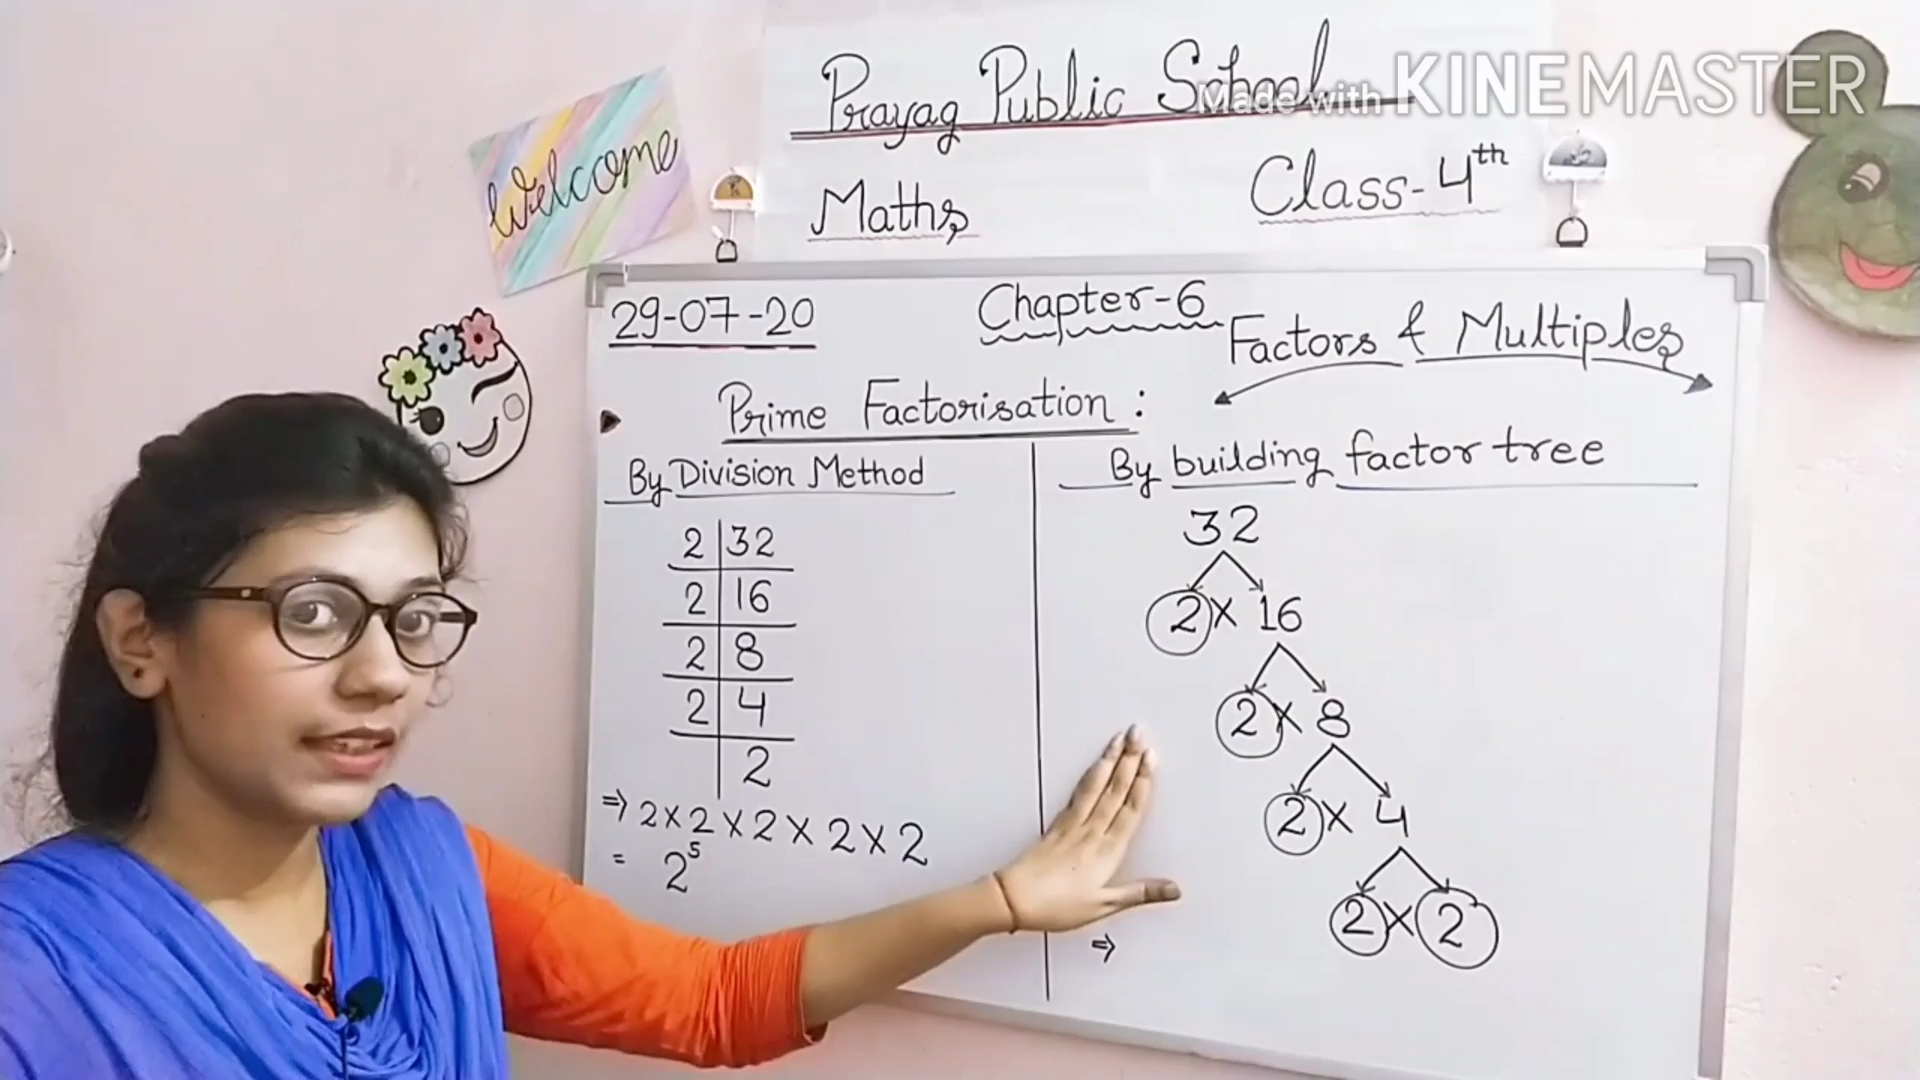 Prayag Public School
Made with KINEMASTER
Welcome
Maths
Class-4th
29-07-20
Chapter-6
Factors & Multiples
Prime Factorisation :
By Division Method
2 32
2 16
2 8
2 4
2
⇒ 2×2×2×2×2
= 2⁵
By building factor tree
32
2 × 16
2 × 8
2 × 4
2 × 2
⇒